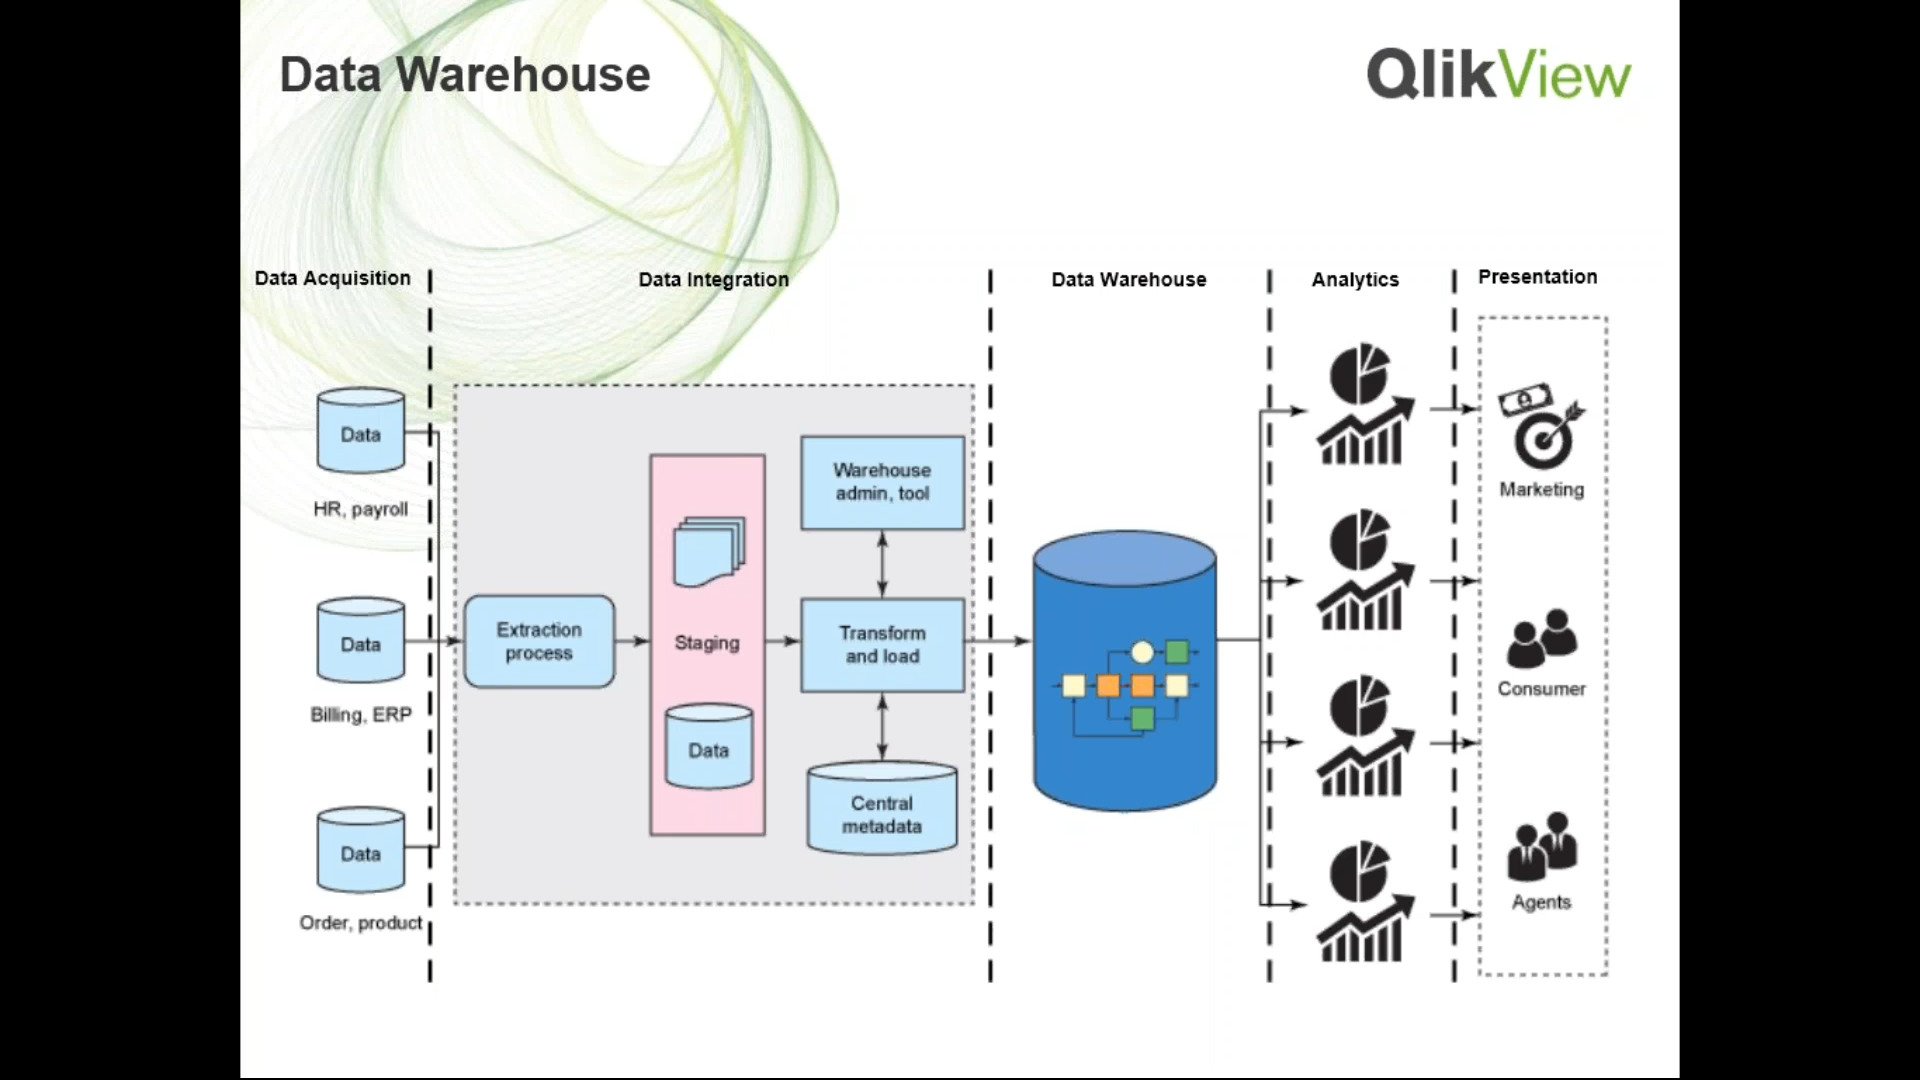 Data Warehouse
QlikView
Data Acquisition
Data Integration
Data Warehouse
Analytics
Presentation
Data
HR, payroll
Data
Billing, ERP
Data
Order, product
Extraction
process
Staging
Data
Warehouse
admin, tool
Transform
and load
Central
metadata
Marketing
Consumer
Agents